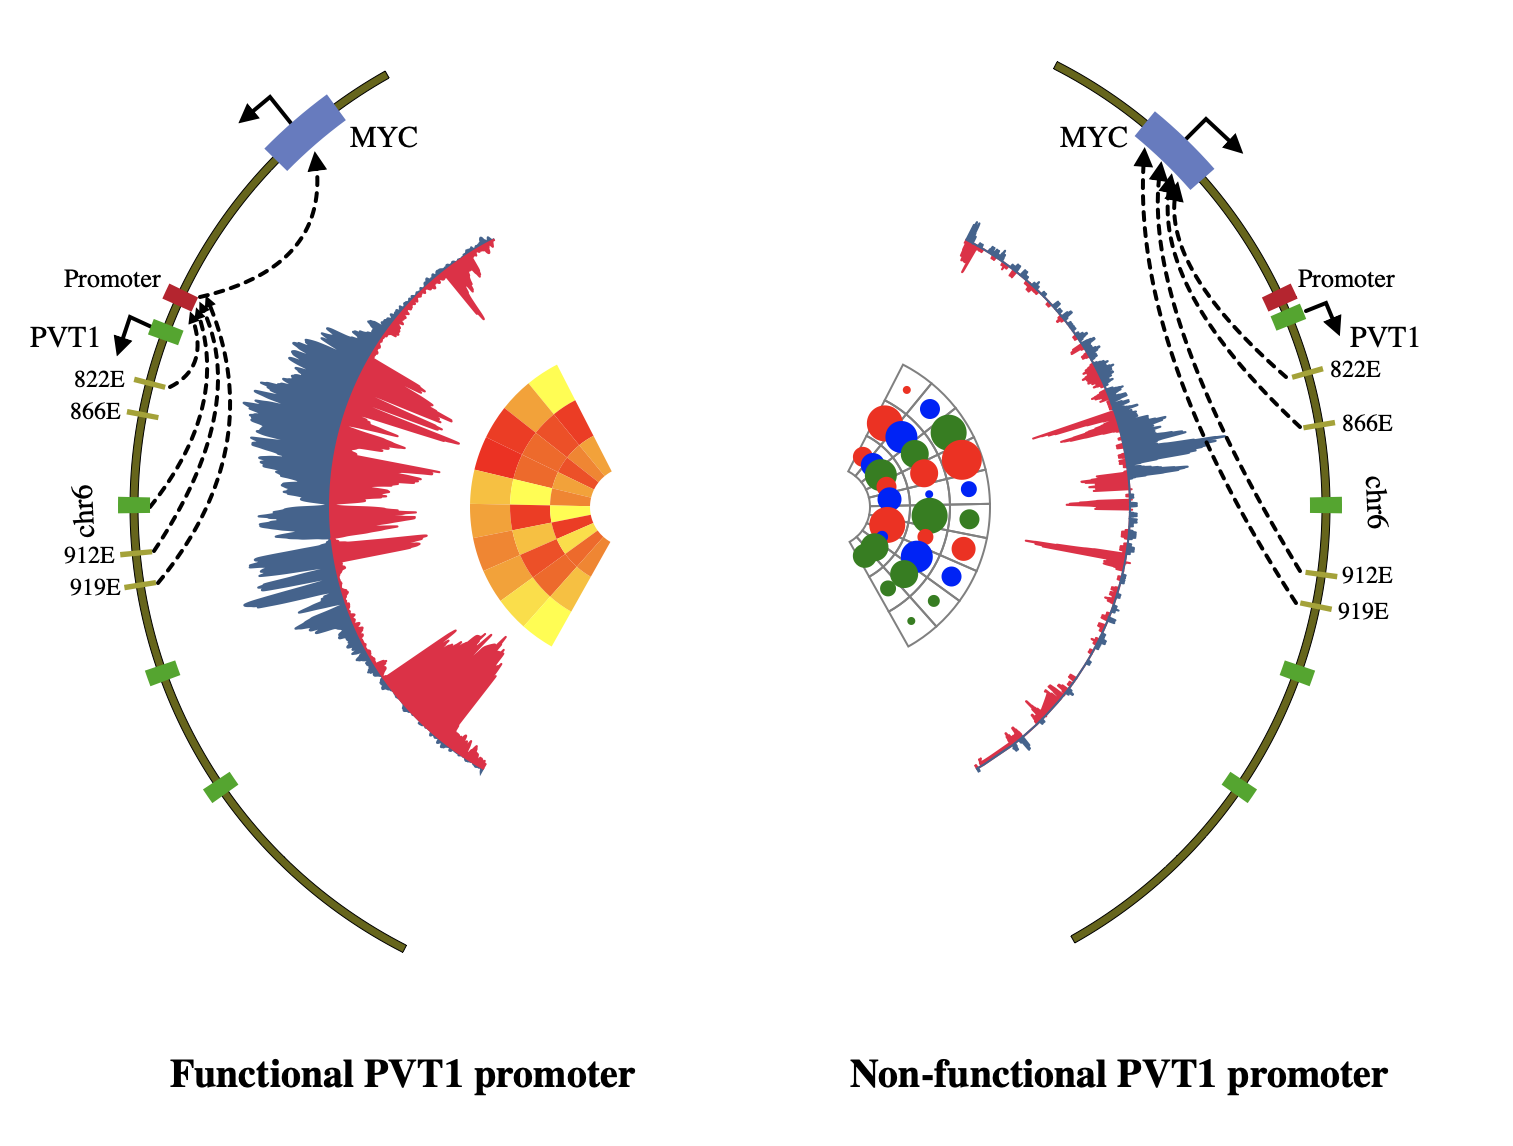 MYC
Promoter
PVT1
822E
866E
chr6
912E
919E
Functional PVT1 promoter
MYC
Promoter
PVT1
822E
866E
chr6
912E
919E
Non-functional PVT1 promoter